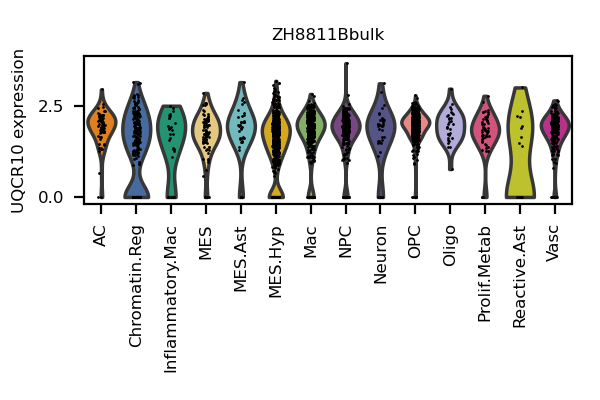 ZH8811Bbulk
UQCR10 expression
2.5
0.0
AC
Chromatin.Reg
Inflammatory.Mac
MES
MES.Ast
MES.Hyp
Mac
NPC
Neuron
OPC
Oligo
Prolif.Metab
Reactive.Ast
Vasc